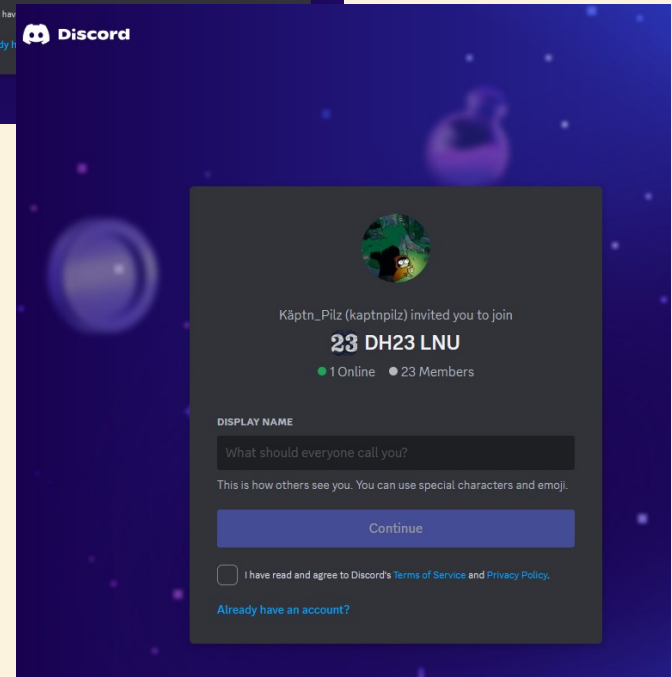 have
dy h
Discord
Käptn_Pilz (kaptnpilz) invited you to join
23 DH23 LNU
1 Online 23 Members
DISPLAY NAME
What should everyone call you?
This is how others see you. You can use special characters and emoji.
Continue
I have read and agree to Discord's Terms of Service and Privacy Policy.
Already have an account?